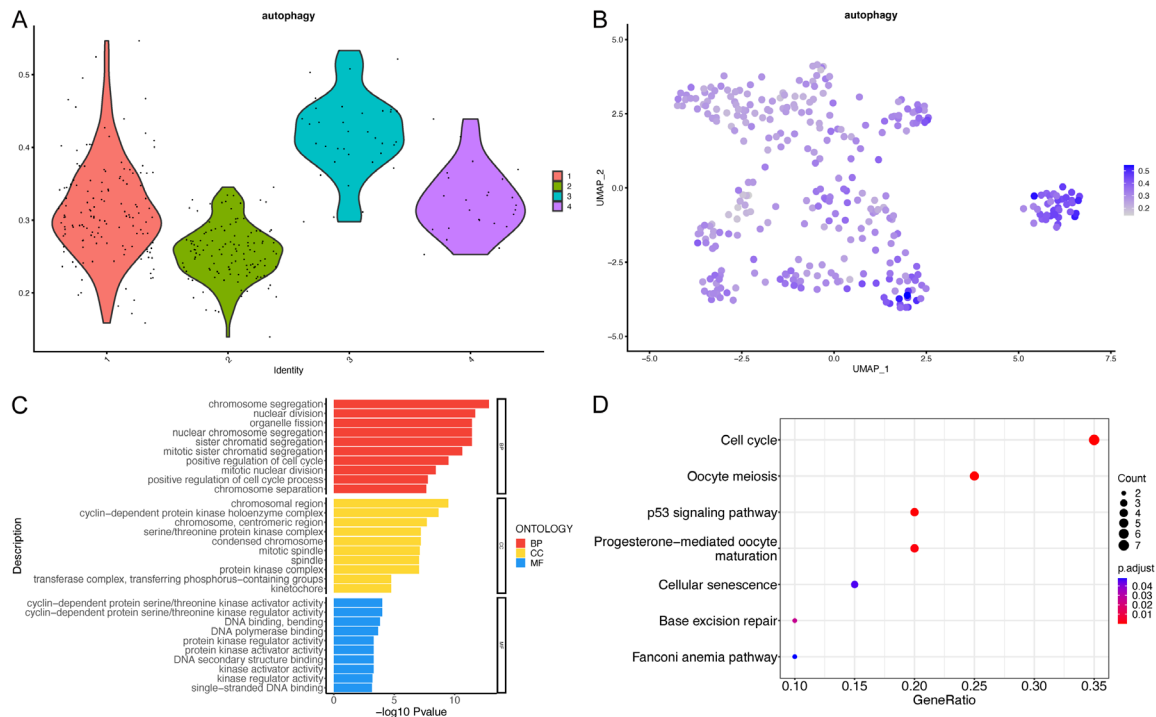 A
autophagy
0.5
0.4
0.3
0.2
1
2
3
4
Identity
1
2
3
4
B
autophagy
5.0
2.5
0.0
−2.5
−5.0
UMAP_2
−5.0
−2.5
0.0
2.5
5.0
7.5
UMAP_1
0.5
0.4
0.3
0.2
C
Description
chromosome segregation
nuclear division
organelle fission
nuclear chromosome segregation
sister chromatid segregation
mitotic sister chromatid segregation
positive regulation of cell cycle
mitotic nuclear division
positive regulation of cell cycle process
chromosome separation
BP
chromosomal region
cyclin−dependent protein kinase holoenzyme complex
chromosome, centromeric region
serine/threonine protein kinase complex
condensed chromosome
mitotic spindle
spindle
protein kinase complex
transferase complex, transferring phosphorus−containing groups
kinetochore
CC
cyclin−dependent protein serine/threonine kinase activator activity
cyclin−dependent protein serine/threonine kinase regulator activity
DNA binding, bending
DNA polymerase binding
protein kinase regulator activity
protein kinase activator activity
DNA secondary structure binding
kinase activator activity
kinase regulator activity
single−stranded DNA binding
MF
0
5
10
−log10 Pvalue
ONTOLOGY
BP
CC
MF
D
Cell cycle
Oocyte meiosis
p53 signaling pathway
Progesterone−mediated oocyte
maturation
Cellular senescence
Base excision repair
Fanconi anemia pathway
0.10
0.15
0.20
0.25
0.30
0.35
GeneRatio
Count
2
3
4
5
6
7
p.adjust
0.04
0.03
0.02
0.01